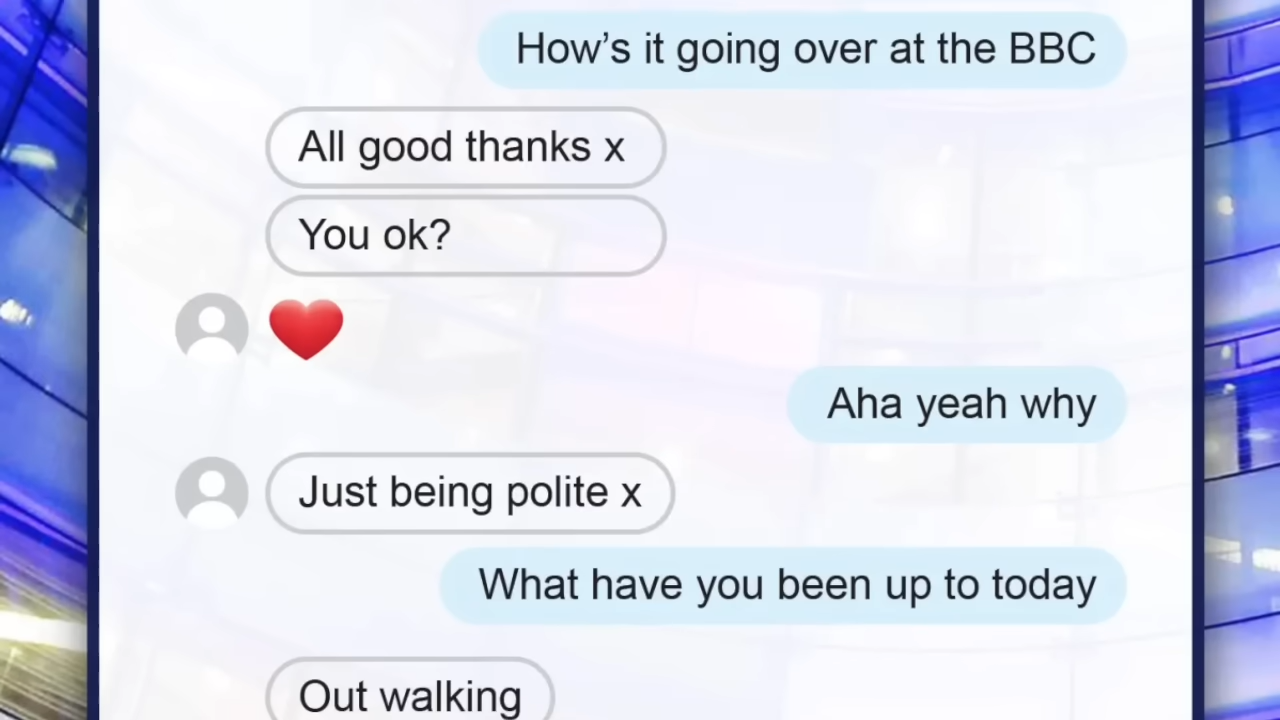 How’s it going over at the BBC
All good thanks x
You ok?
❤️
Aha yeah why
Just being polite x
What have you been up to today
Out walking